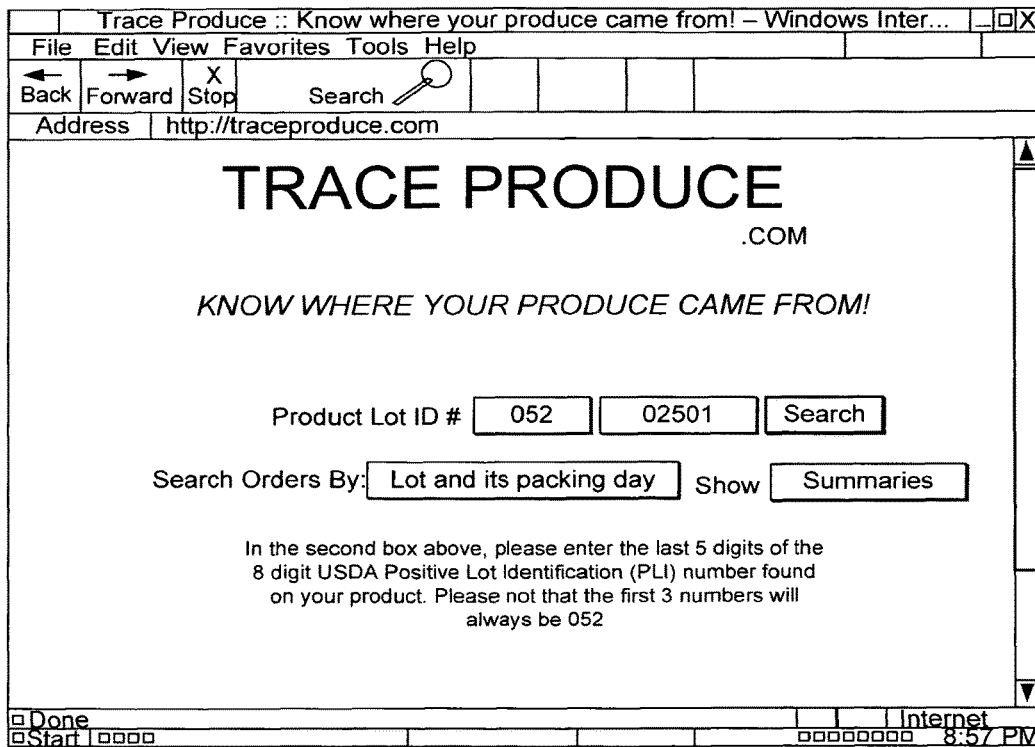 Trace Produce :: Know where your produce came from! – Windows Inter...
File Edit View Favorites Tools Help
Back Forward X Stop Search
Address http://traceproduce.com
TRACE PRODUCE
.COM
KNOW WHERE YOUR PRODUCE CAME FROM!
Product Lot ID # 052 02501 Search
Search Orders By: Lot and its packing day Show Summaries
In the second box above, please enter the last 5 digits of the
8 digit USDA Positive Lot Identification (PLI) number found
on your product. Please not that the first 3 numbers will
always be 052
Done Internet
Start 8:57 PM